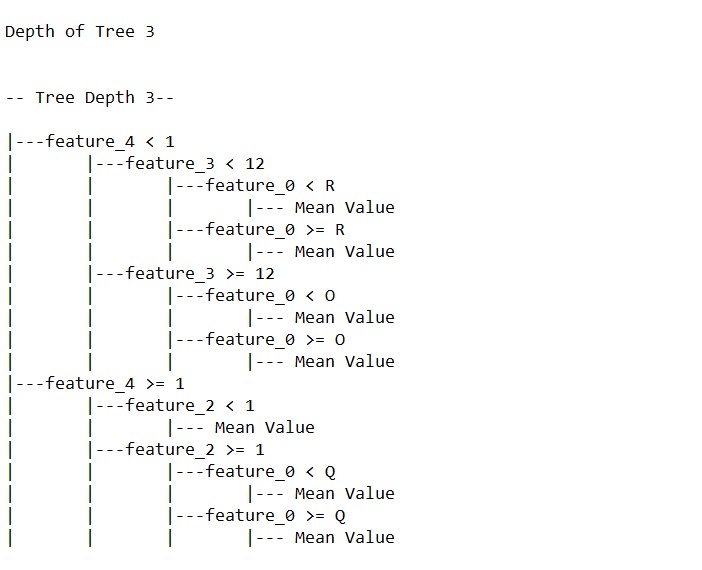 Depth of Tree 3
-- Tree Depth 3--
|---feature_4 < 1
|       |---feature_3 < 12
|       |       |---feature_0 < R
|       |       |       |--- Mean Value
|       |       |---feature_0 >= R
|       |       |       |--- Mean Value
|       |---feature_3 >= 12
|       |       |---feature_0 < O
|       |       |       |--- Mean Value
|       |       |---feature_0 >= O
|       |       |       |--- Mean Value
|---feature_4 >= 1
|       |---feature_2 < 1
|       |       |--- Mean Value
|       |---feature_2 >= 1
|       |       |---feature_0 < Q
|       |       |       |--- Mean Value
|       |       |---feature_0 >= Q
|       |       |       |--- Mean Value